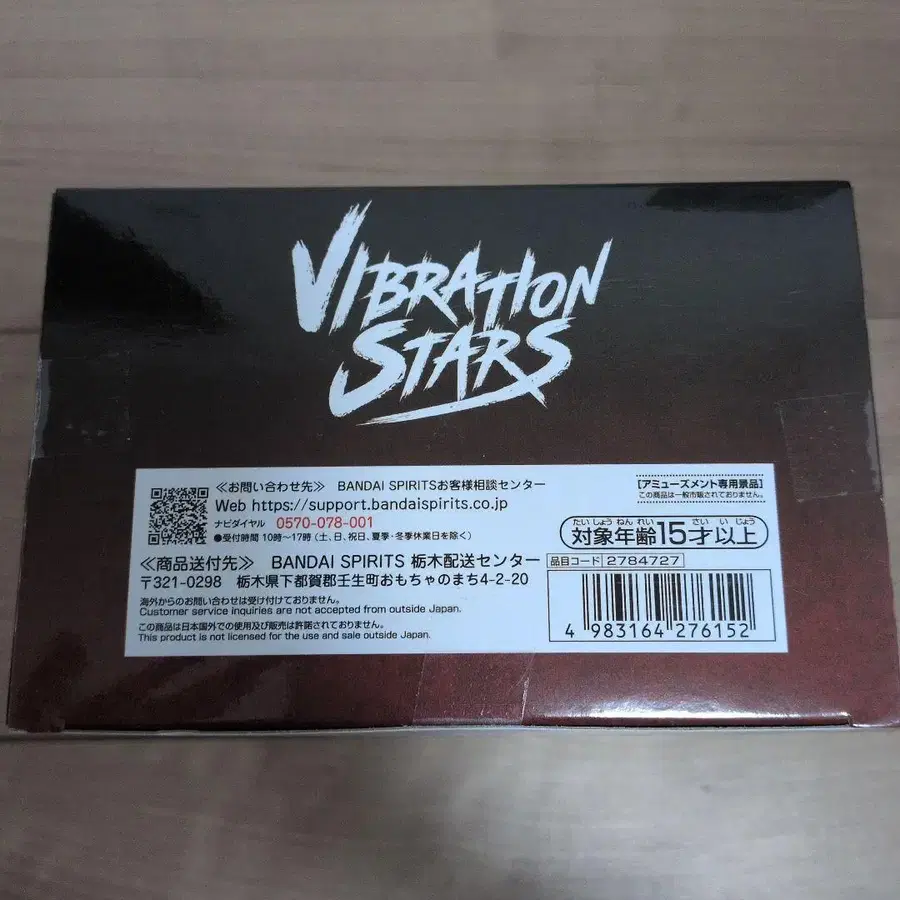 VIBRATION
STARS
≪お問い合わせ先≫ BANDAI SPIRITSお客様相談センター
Web https://support.bandaispirits.co.jp
ナビダイヤル 0570-078-001
●受付時間 10時～17時 (土、日、祝日、夏季・冬季休業日を除く)
≪商品送付先≫ BANDAI SPIRITS 栃木配送センター
〒321-0298 栃木県下都賀郡壬生町おもちゃのまち4-2-20
海外からのお問い合わせは受け付けておりません。
Customer service inquiries are not accepted from outside Japan.
この商品は日本国外での使用及び販売は許諾されておりません。
This product is not licensed for the use and sale outside Japan.
[アミューズメント専用景品]
この商品は一般市販されておりません。
たいしょうねんれい さい いじょう
対象年齢15才以上
品目コード 2784727
4 983164 276152